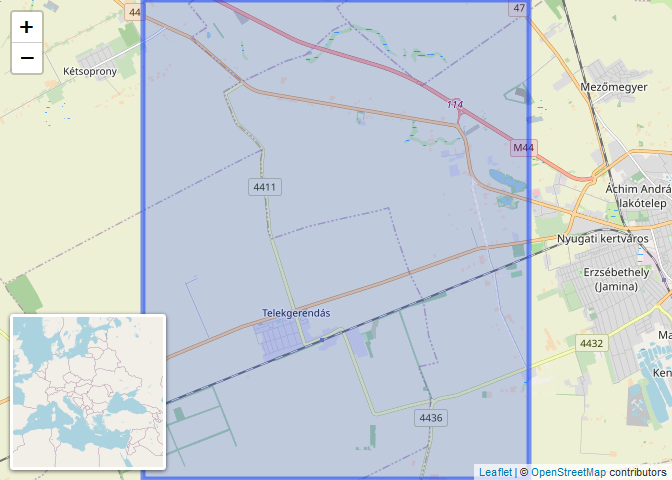 +
−
44
47
Kétsoprony
Mezőmegyer
114
M44
4411
Achim Andrá
lakótelep
Nyugati kertváros
Erzsébethely
(Jamina)
Telekgerendás
4432
Ma
Ken
4436
Leaflet | © OpenStreetMap contributors